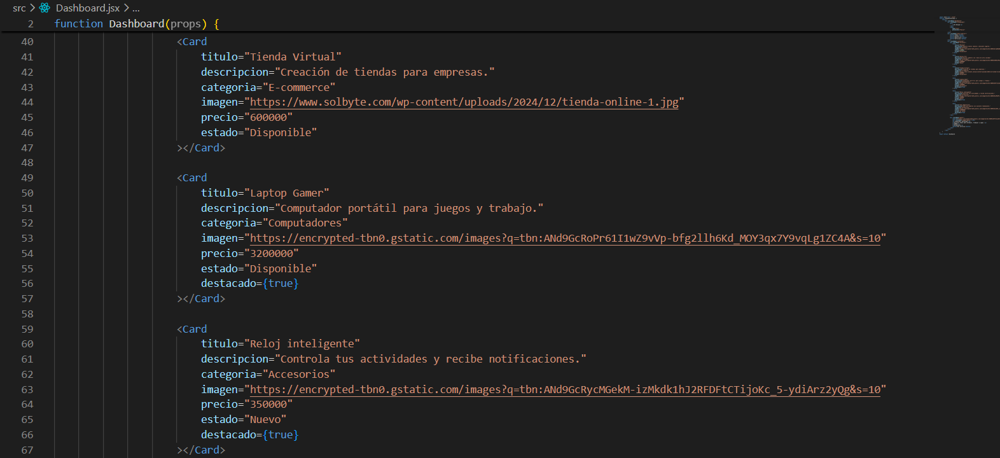 src > Dashboard.jsx > ...
2 function Dashboard(props) {
40 <Card
41 titulo="Tienda Virtual"
42 descripcion="Creación de tiendas para empresas."
43 categoria="E-commerce"
44 imagen="https://www.solbyte.com/wp-content/uploads/2024/12/tienda-online-1.jpg"
45 precio="600000"
46 estado="Disponible"
47 ></Card>
48
49 <Card
50 titulo="Laptop Gamer"
51 descripcion="Computador portátil para juegos y trabajo."
52 categoria="Computadores"
53 imagen="https://encrypted-tbn0.gstatic.com/images?q=tbn:ANd9GcRoPr61I1wZ9vVp-bfg2llh6Kd_MOY3qx7Y9vqLg1ZC4A&s=10"
54 precio="3200000"
55 estado="Disponible"
56 destacado={true}
57 ></Card>
58
59 <Card
60 titulo="Reloj inteligente"
61 descripcion="Controla tus actividades y recibe notificaciones."
62 categoria="Accesorios"
63 imagen="https://encrypted-tbn0.gstatic.com/images?q=tbn:ANd9GcRycMGekM-izMkdk1hJ2RFDFtCTijoKc_5-ydiArz2yQg&s=10"
64 precio="350000"
65 estado="Nuevo"
66 destacado={true}
67 ></Card>